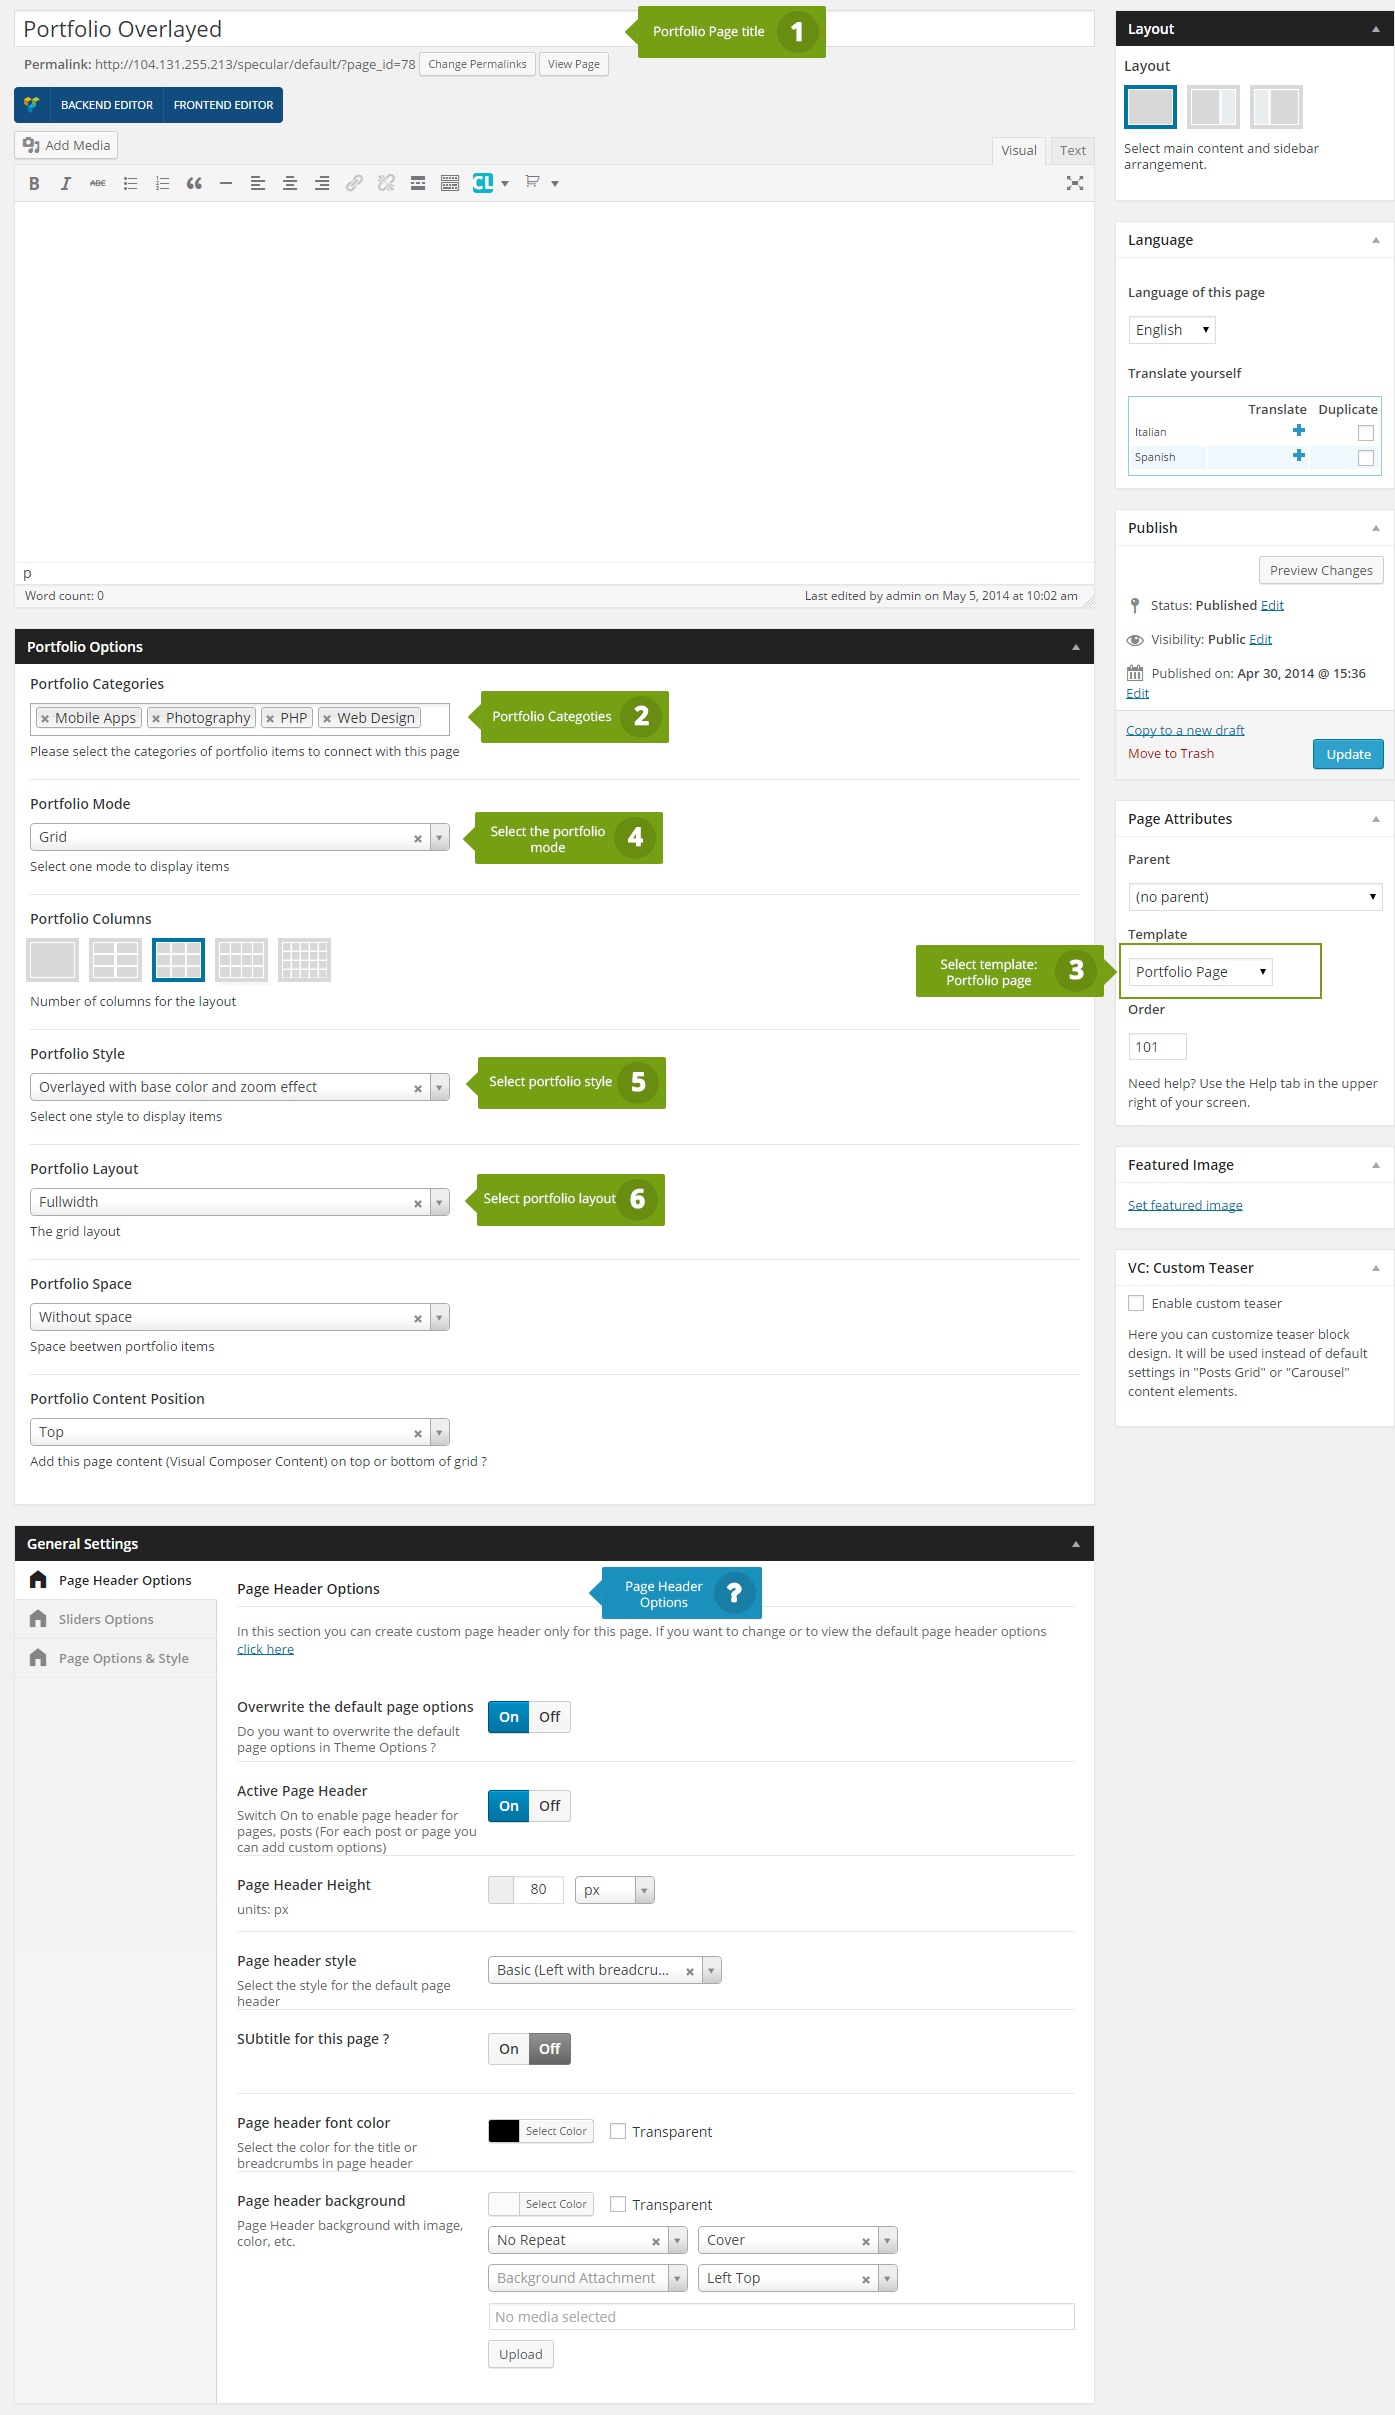 Portfolio Overlayed
Portfolio Page title 1
Permalink: http://104.131.255.213/specular/default/?page_id=78 Change Permalinks View Page
BACKEND EDITOR FRONTEND EDITOR
Add Media
Visual Text
B I ABC CL
p
Word count: 0 Last edited by admin on May 5, 2014 at 10:02 am
Portfolio Options
Portfolio Categories
Mobile Apps Photography PHP Web Design
Portfolio Categoties 2
Please select the categories of portfolio items to connect with this page
Portfolio Mode
Grid
Select the portfolio
mode
4
Select one mode to display items
Portfolio Columns
Number of columns for the layout
Portfolio Style
Overlayed with base color and zoom effect
Select portfolio style 5
Select one style to display items
Portfolio Layout
Fullwidth
Select portfolio layout 6
The grid layout
Portfolio Space
Without space
Space beetwen portfolio items
Portfolio Content Position
Top
Add this page content (Visual Composer Content) on top or bottom of grid ?
General Settings
Page Header Options
Sliders Options
Page Options & Style
Page Header Options
Page Header
Options
?
In this section you can create custom page header only for this page. If you want to change or to view the default page header options
click here
Overwrite the default page options
Do you want to overwrite the default
page options in Theme Options ?
On Off
Active Page Header
Switch On to enable page header for
pages, posts (For each post or page you
can add custom options)
On Off
Page Header Height
units: px
80 px
Page header style
Select the style for the default page
header
Basic (Left with breadcru...
SUbtitle for this page ?
On Off
Page header font color
Select the color for the title or
breadcrumbs in page header
Select Color Transparent
Page header background
Page Header background with image,
color, etc.
Select Color Transparent
No Repeat Cover
Background Attachment Left Top
No media selected
Upload
Layout
Layout
Select main content and sidebar
arrangement.
Language
Language of this page
English
Translate yourself
Translate Duplicate
Italian
Spanish
Publish
Preview Changes
Status: Published Edit
Visibility: Public Edit
Published on: Apr 30, 2014 @ 15:36
Edit
Copy to a new draft
Move to Trash
Update
Page Attributes
Parent
(no parent)
Template
Select template:
Portfolio page
3
Portfolio Page
Order
101
Need help? Use the Help tab in the upper
right of your screen.
Featured Image
Set featured image
VC: Custom Teaser
Enable custom teaser
Here you can customize teaser block
design. It will be used instead of default
settings in "Posts Grid" or "Carousel"
content elements.